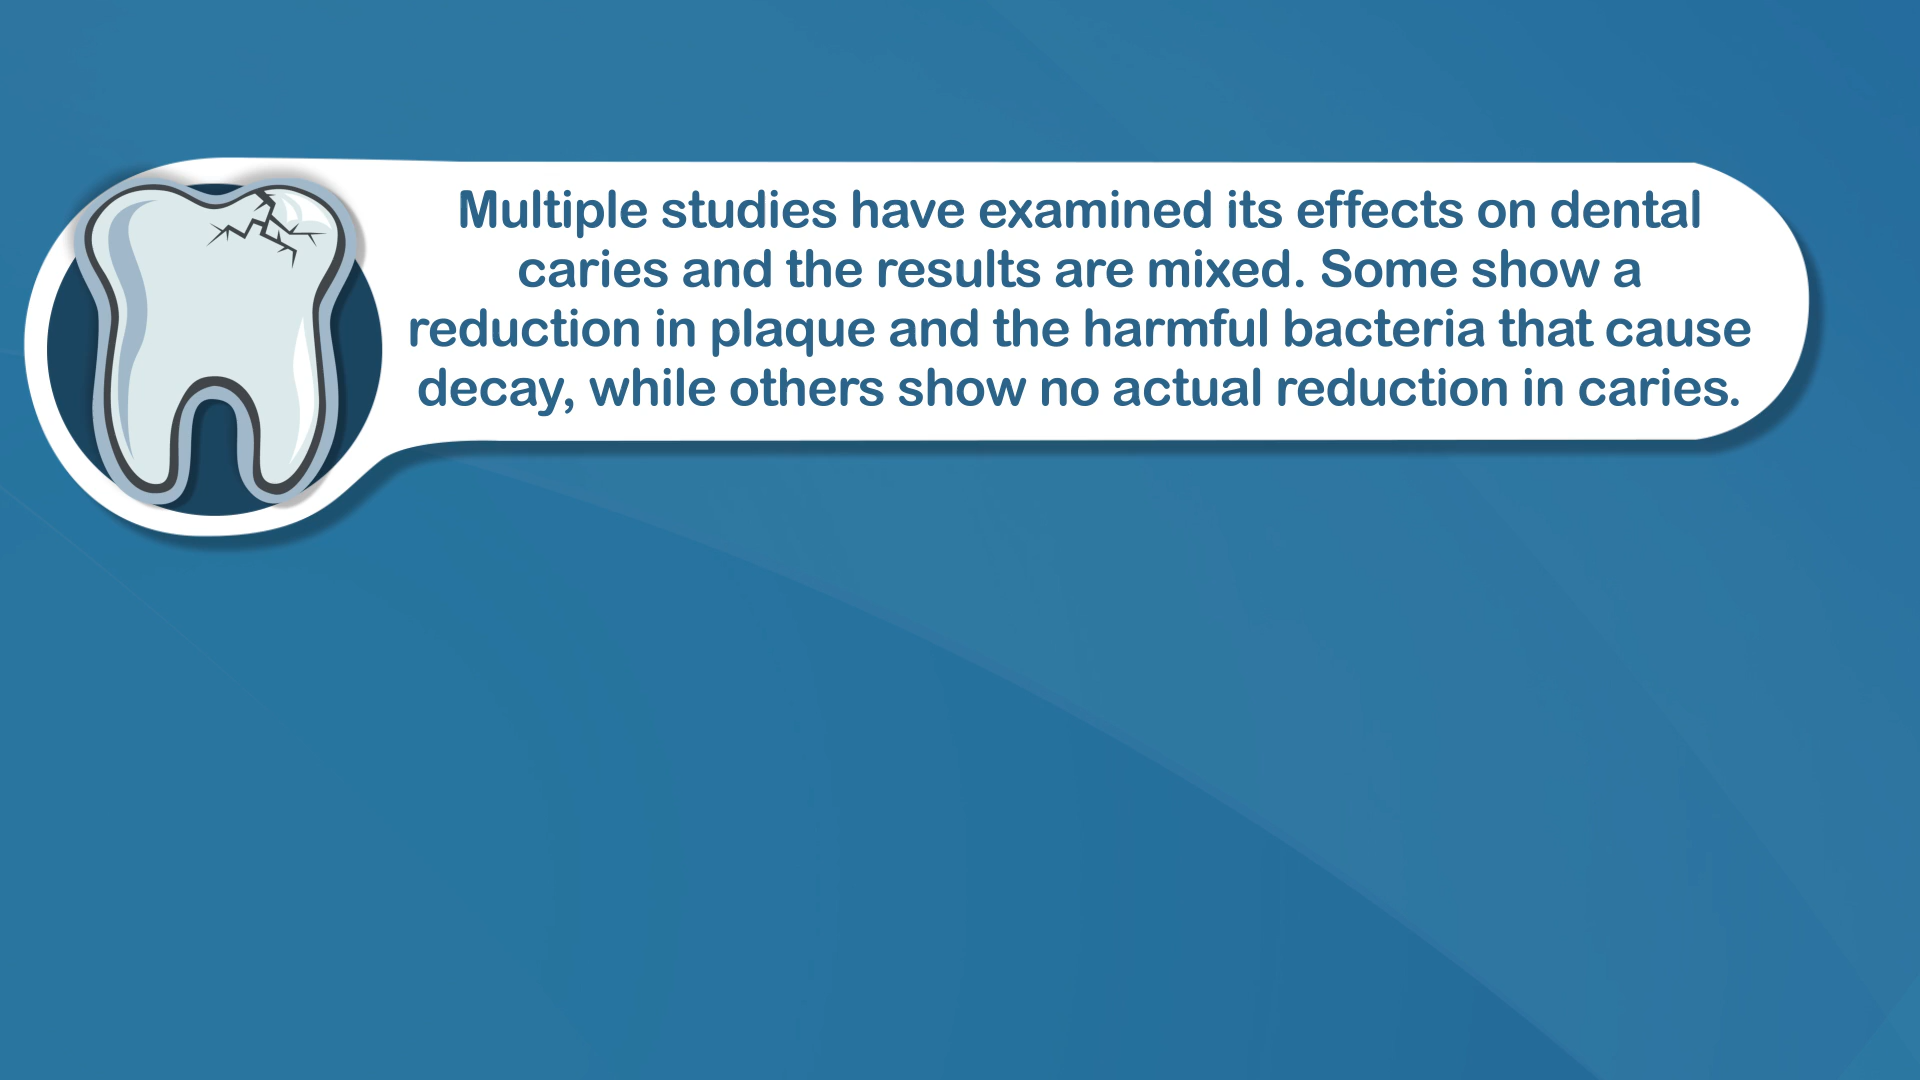 Multiple studies have examined its effects on dental
caries and the results are mixed. Some show a
reduction in plaque and the harmful bacteria that cause
decay, while others show no actual reduction in caries.